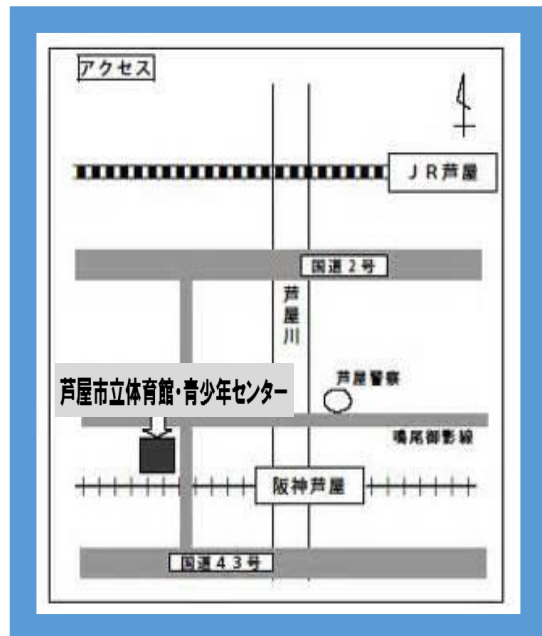 アクセス
JR芦屋
国道2号
芦屋川
芦屋市立体育館・青少年センター
芦屋警察
鳴尾御影線
阪神芦屋
国道43号